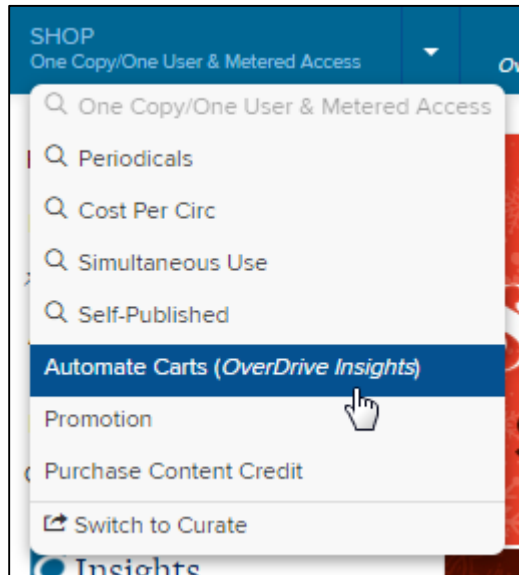 SHOP
One Copy/One User & Metered Access
One Copy/One User & Metered Access
Periodicals
Cost Per Circ
Simultaneous Use
Self-Published
Automate Carts (OverDrive Insights)
Promotion
Purchase Content Credit
Switch to Curate
Insights